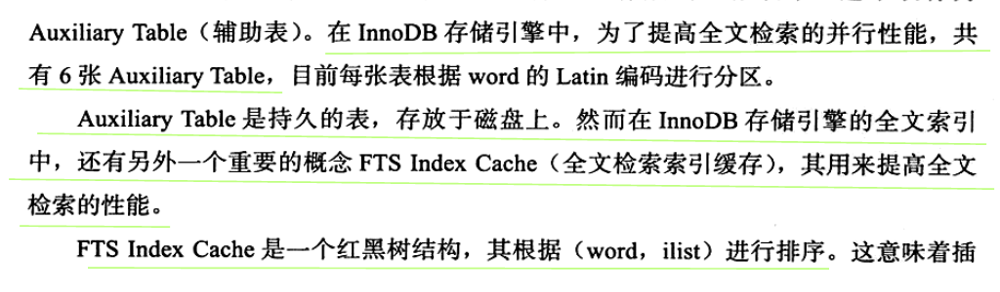 Auxiliary Table（辅助表）。在 InnoDB 存储引擎中，为了提高全文检索的并行性能，共
有 6 张 Auxiliary Table，目前每张表根据 word 的 Latin 编码进行分区。
Auxiliary Table 是持久的表，存放于磁盘上。然而在 InnoDB 存储引擎的全文索引
中，还有另外一个重要的概念 FTS Index Cache（全文检索索引缓存），其用来提高全文
检索的性能。
FTS Index Cache 是一个红黑树结构，其根据（word，ilist）进行排序。这意味着插